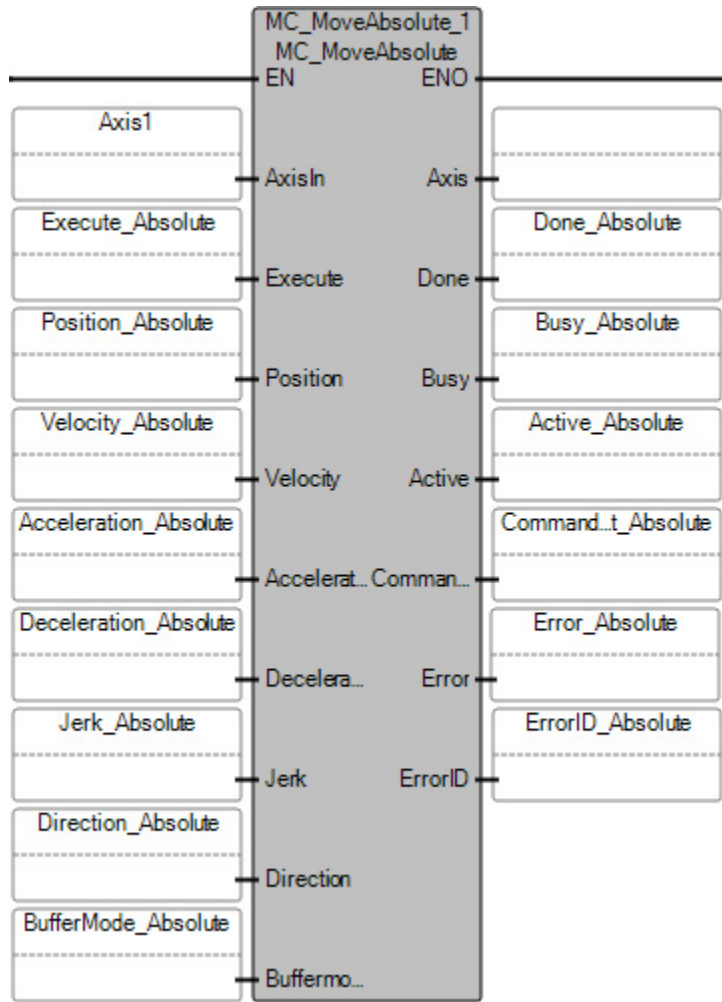 MC_MoveAbsolute_1
MC_MoveAbsolute
EN ENO
Axis1
AxisIn Axis
Execute_Absolute Done_Absolute
Execute Done
Position_Absolute Busy_Absolute
Position Busy
Velocity_Absolute Active_Absolute
Velocity Active
Acceleration_Absolute Command...t_Absolute
Accelerat... Comman...
Deceleration_Absolute Error_Absolute
Decelera... Error
Jerk_Absolute ErrorID_Absolute
Jerk ErrorID
Direction_Absolute
Direction
BufferMode_Absolute
Buffermo...